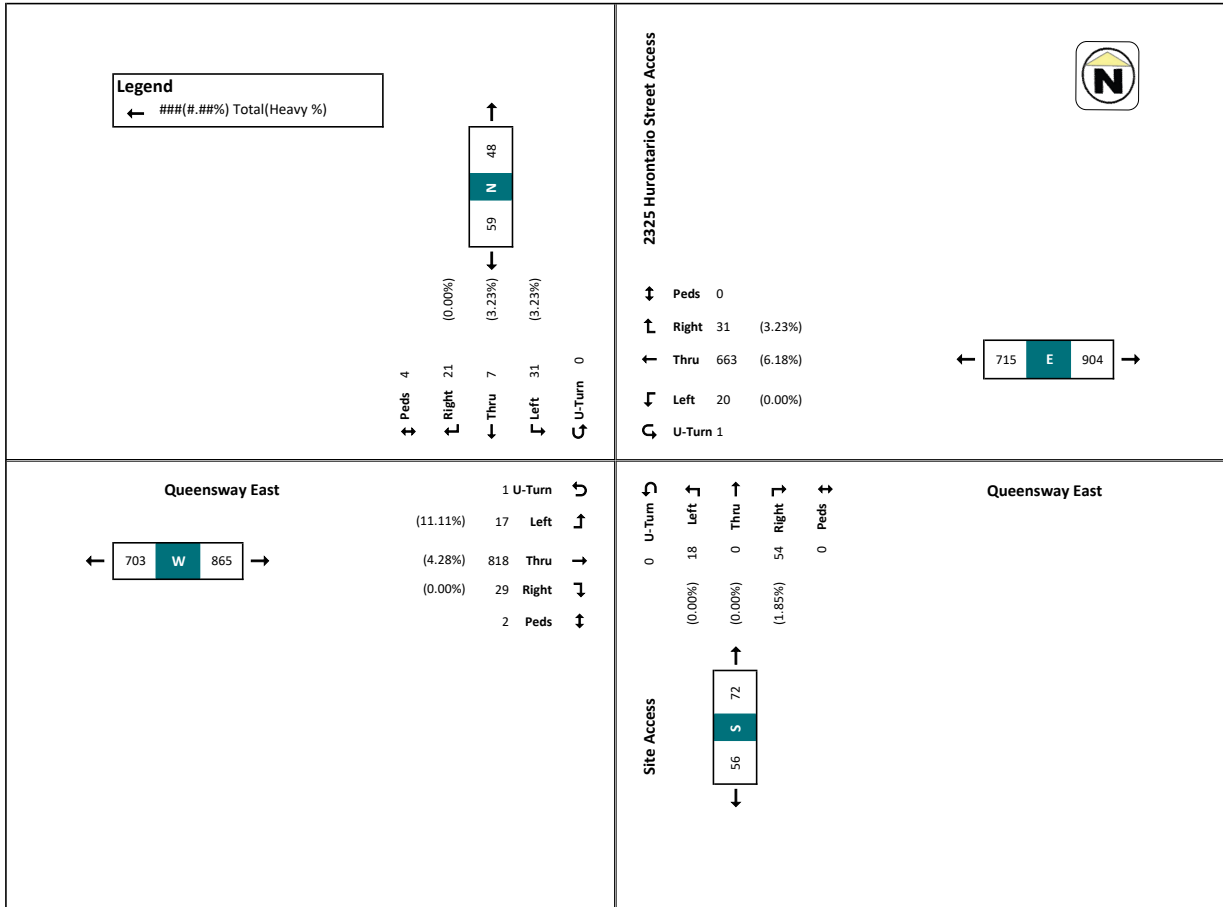 Legend
###(#.##%) Total(Heavy %)
48
N
59
(0.00%)
(3.23%)
(3.23%)
Peds 4
Right 21
Thru 7
Left 31
U-Turn 0
2325 Hurontario Street Access
N
Peds 0
Right 31 (3.23%)
Thru 663 (6.18%)
Left 20 (0.00%)
U-Turn 1
715 E 904
Queensway East
1 U-Turn
(11.11%) 17 Left
(4.28%) 818 Thru
(0.00%) 29 Right
2 Peds
703 W 865
0 U-Turn
18 Left
0 Thru
54 Right
0 Peds
(0.00%)
(0.00%)
(1.85%)
Queensway East
Site Access
72
S
56